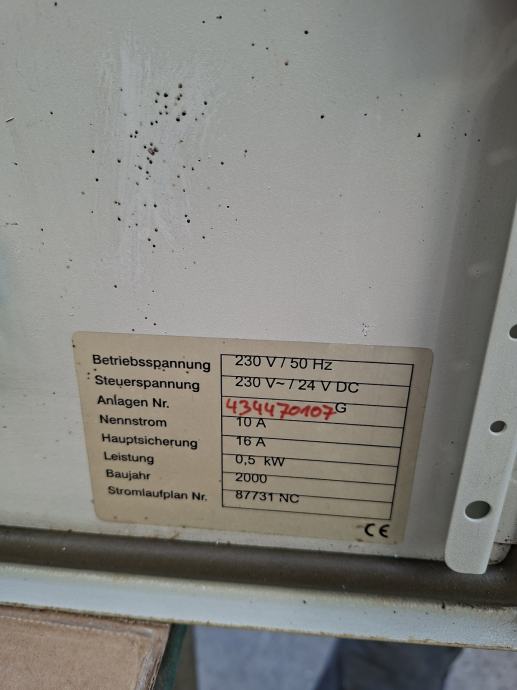 Betriebsspannung 230 V / 50 Hz
Steuerspannung 230 V~ / 24 V DC
Anlagen Nr. 434470107G
Nennstrom 10 A
Hauptsicherung 16 A
Leistung 0,5 kW
Baujahr 2000
Stromlaufplan Nr. 87731 NC
CE